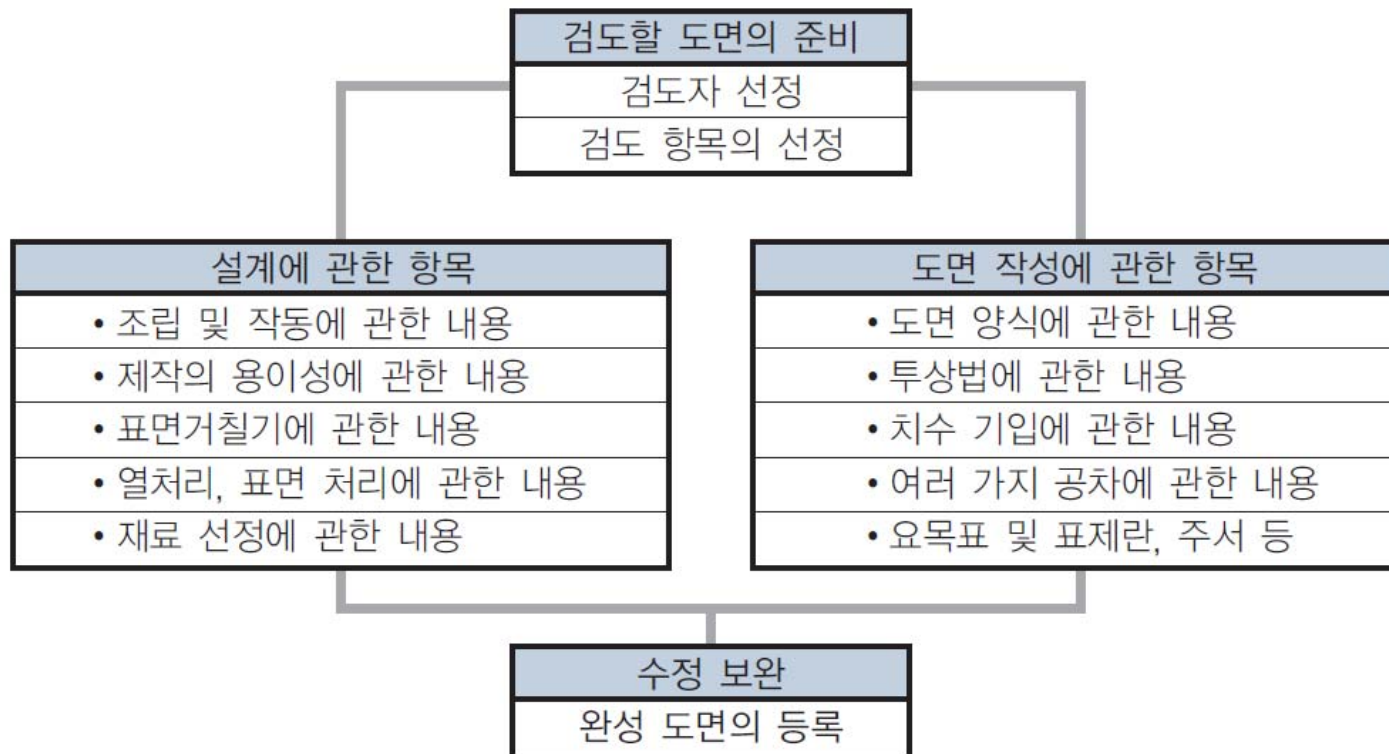 검도할 도면의 준비
검도자 선정
검도 항목의 선정
설계에 관한 항목
• 조립 및 작동에 관한 내용
• 제작의 용이성에 관한 내용
• 표면거칠기에 관한 내용
• 열처리, 표면 처리에 관한 내용
• 재료 선정에 관한 내용
도면 작성에 관한 항목
• 도면 양식에 관한 내용
• 투상법에 관한 내용
• 치수 기입에 관한 내용
• 여러 가지 공차에 관한 내용
• 요목표 및 표제란, 주서 등
수정 보완
완성 도면의 등록